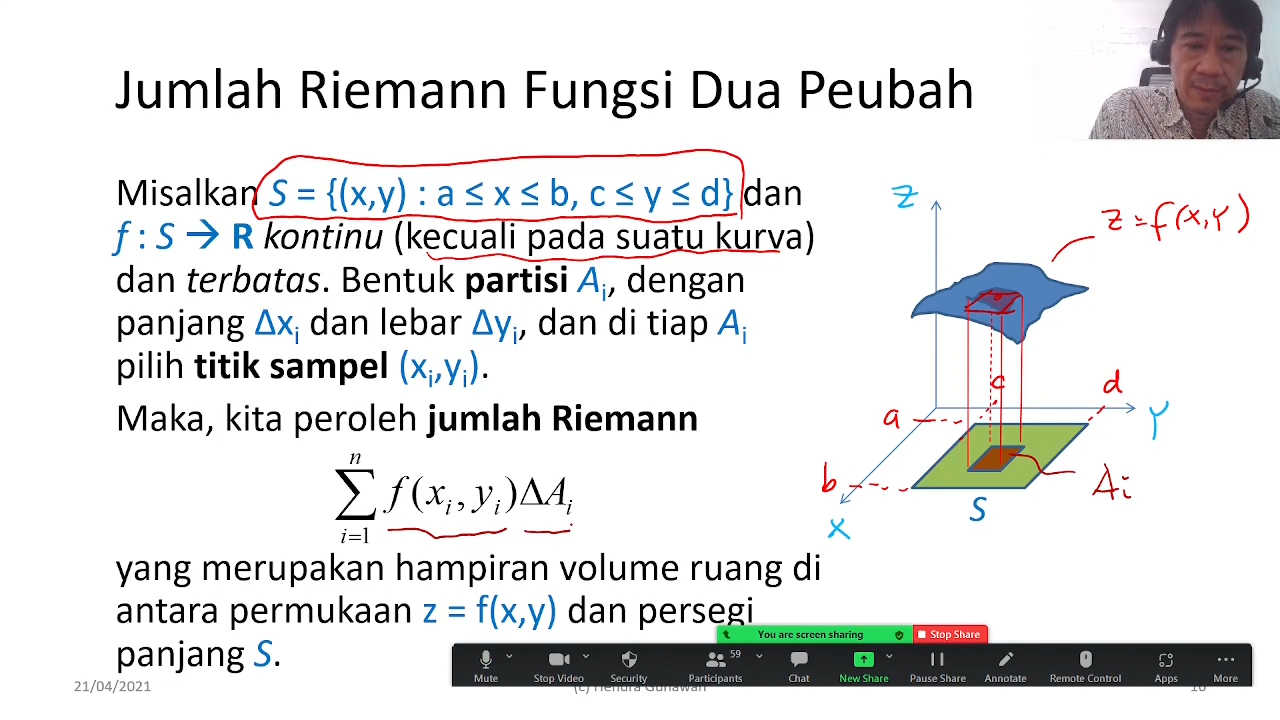 Jumlah Riemann Fungsi Dua Peubah
Misalkan S = {(x,y) : a ≤ x ≤ b, c ≤ y ≤ d} dan
f : S → R kontinu (kecuali pada suatu kurva)
dan terbatas. Bentuk partisi Aᵢ, dengan
panjang Δxᵢ dan lebar Δyᵢ, dan di tiap Aᵢ
pilih titik sampel (xᵢ,yᵢ).
Maka, kita peroleh jumlah Riemann
n
∑ f(xᵢ, yᵢ)ΔAᵢ
i=1
yang merupakan hampiran volume ruang di
antara permukaan z = f(x,y) dan persegi
panjang S.
Z
z = f(x,y)
c
d
a
Y
b
Ai
X
S
You are screen sharing
Stop Share
59
Mute
Stop Video
Security
Participants
Chat
New Share
Pause Share
Annotate
Remote Control
Apps
More
21/04/2021
(c) Hendra Gunawan
16